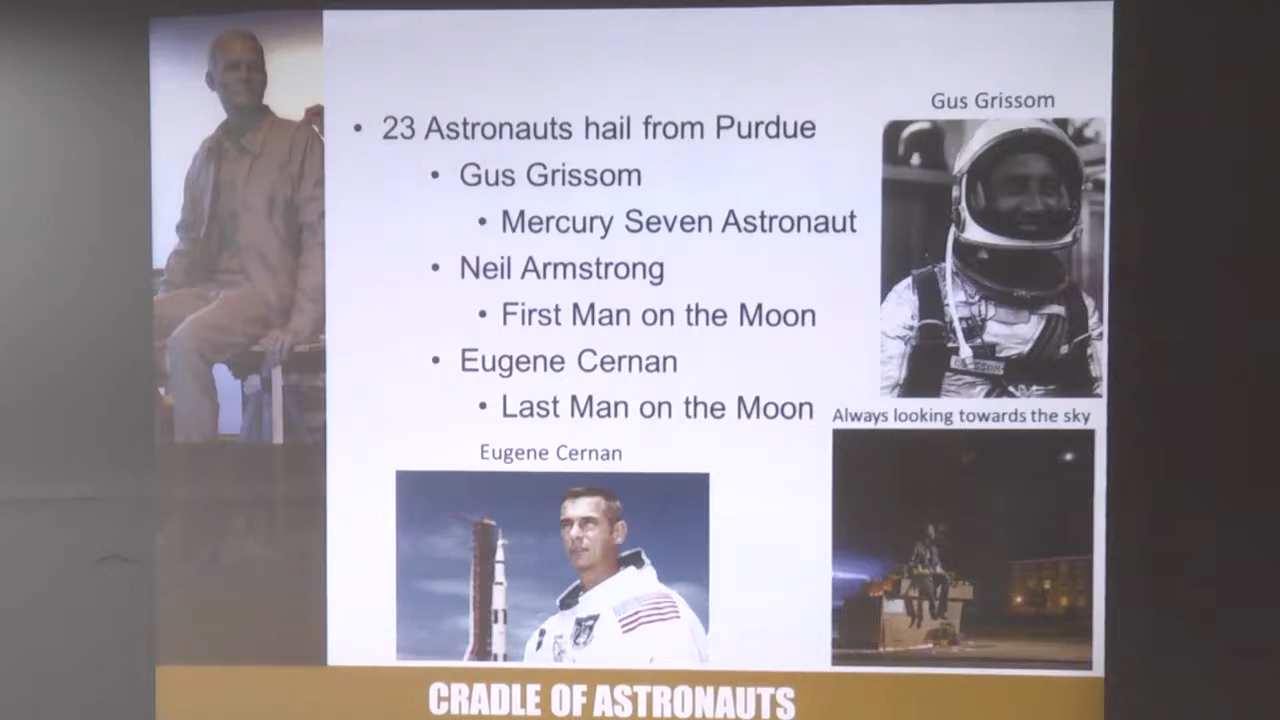 Gus Grissom
• 23 Astronauts hail from Purdue
• Gus Grissom
• Mercury Seven Astronaut
• Neil Armstrong
• First Man on the Moon
• Eugene Cernan
• Last Man on the Moon
Always looking towards the sky
Eugene Cernan
CRADLE OF ASTRONAUTS